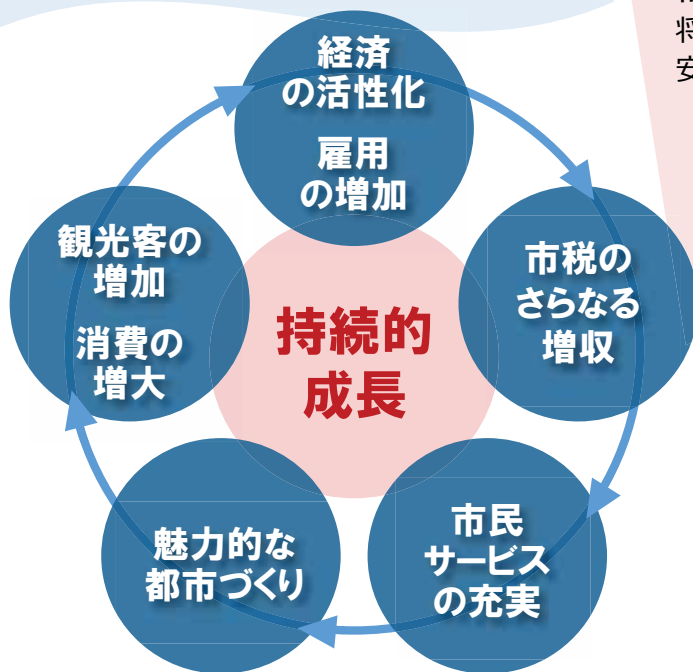 経済
の活性化
雇用
の増加
市税の
さらなる
増収
市民
サービス
の充実
魅力的な
都市づくり
観光客の
増加
消費の
増大
持続的
成長
将
安